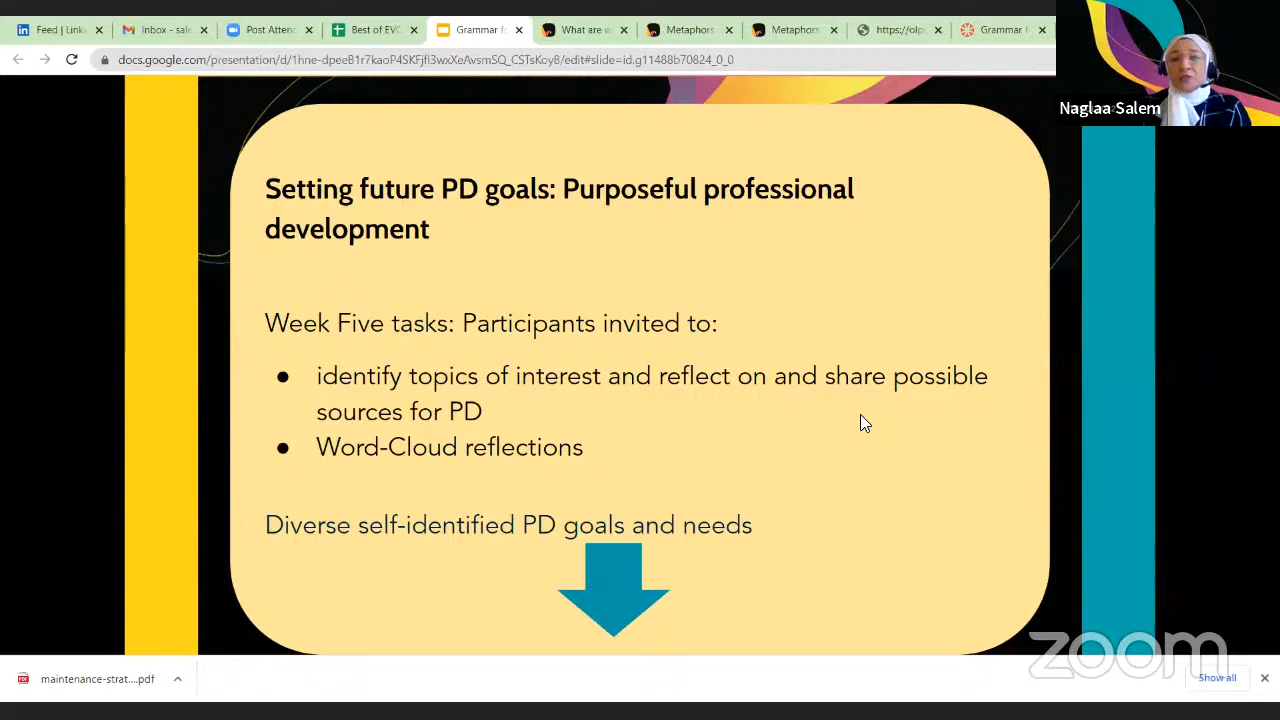 Feed | Linke
Inbox - sale
Post Attend
Best of EVC
Grammar fo
What are w
Metaphors
Metaphors
https://olp
Grammar f
docs.google.com/presentation/d/1hne-dpeeB1r7kaoP4SKFjfl3wxXeAvsmSQ_CSTsKoy8/edit#slide=id.g11488b70824_0_0
Naglaa Salem
Setting future PD goals: Purposeful professional
development
Week Five tasks: Participants invited to:
● identify topics of interest and reflect on and share possible
sources for PD
● Word-Cloud reflections
Diverse self-identified PD goals and needs
zoom
maintenance-strat....pdf
Show all